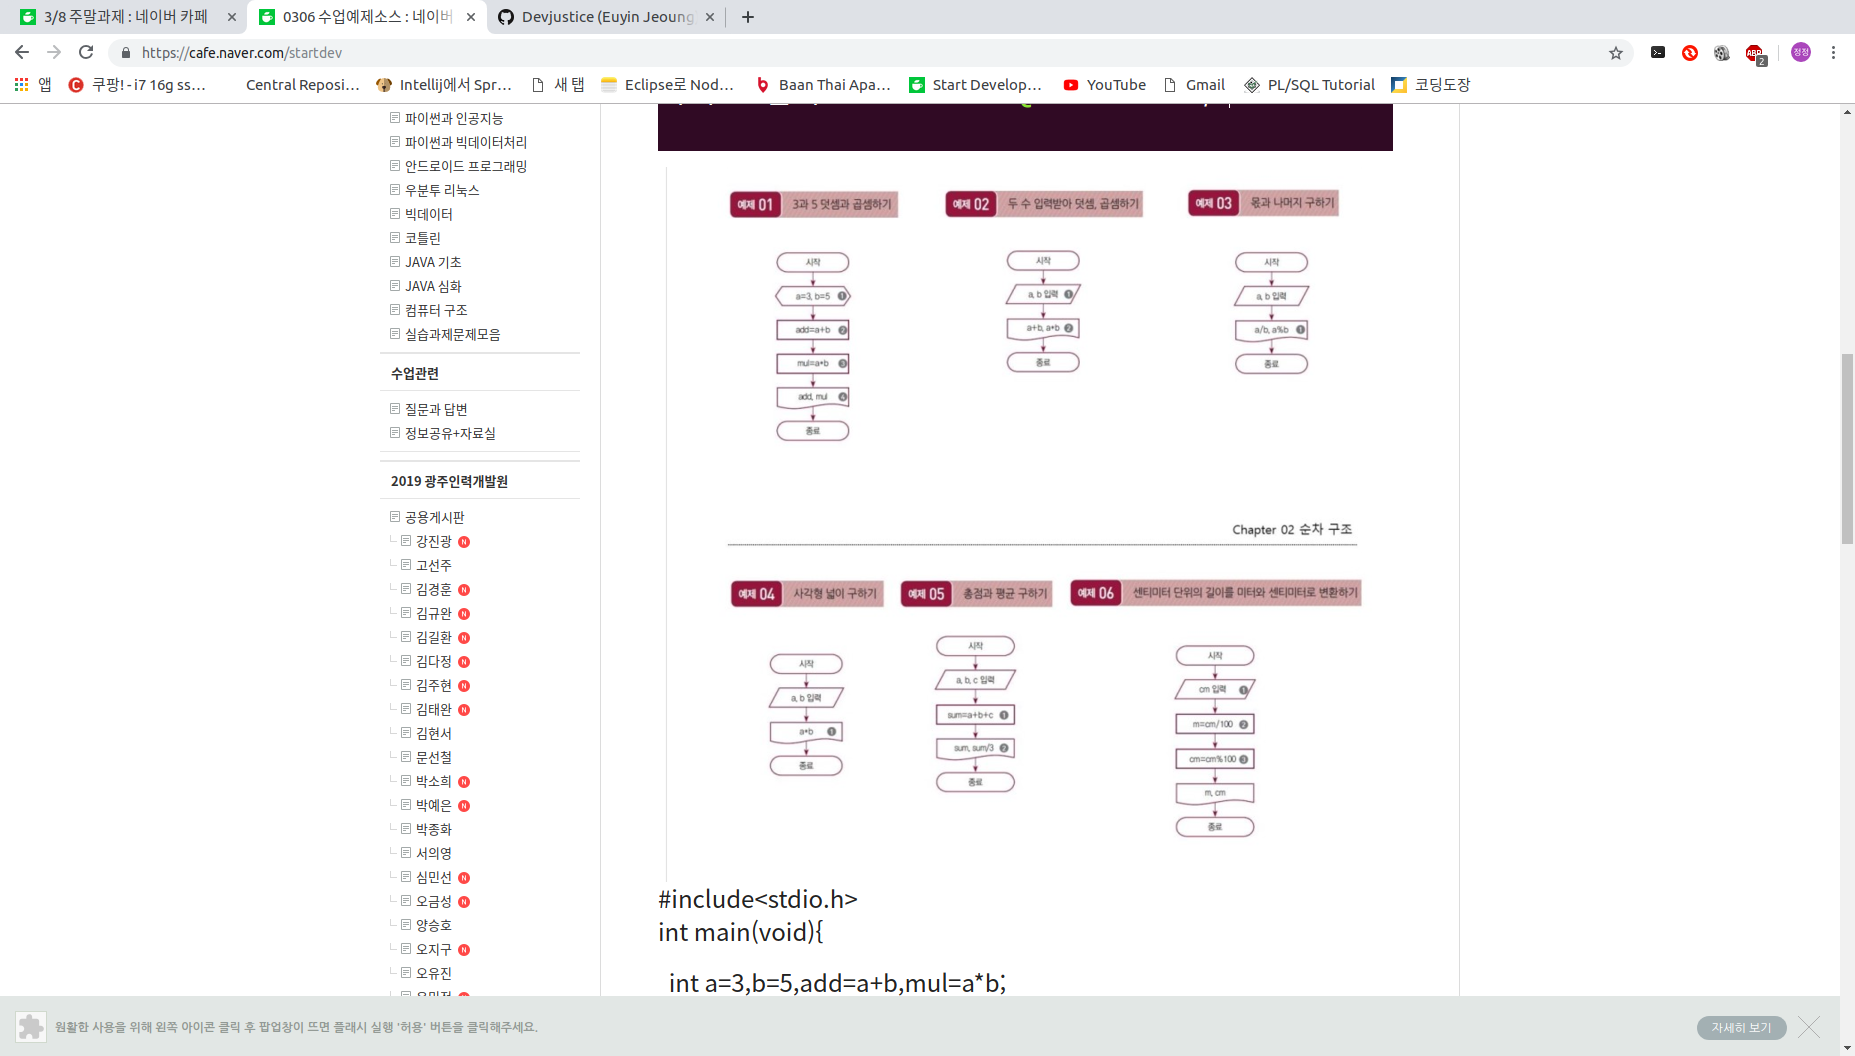 3/8 주말과제 : 네이버 카페
0306 수업예제소스 : 네이버
Devjustice (Euyin Jeoung
https://cafe.naver.com/startdev
ABP
2
정정
앱
쿠팡! - i7 16g ss...
Central Reposi...
Intellij에서 Spr...
새 탭
Eclipse로 Nod...
Baan Thai Apa...
Start Develop...
YouTube
Gmail
PL/SQL Tutorial
코딩도장
파이썬과 인공지능
파이썬과 빅데이터처리
안드로이드 프로그래밍
우분투 리눅스
빅데이터
코틀린
JAVA 기초
JAVA 심화
컴퓨터 구조
실습과제문제모음
수업관련
질문과 답변
정보공유+자료실
2019 광주인력개발원
공용게시판
강진광 N
고선주
김경훈 N
김규완 N
김길환 N
김다정 N
김주현 N
김태완 N
김현서
문선철
박소희 N
박예은 N
박종화
서의영
심민선 N
오금성 N
양승호
오지구 N
오유진
예제 01 3과 5 덧셈과 곱셈하기
시작
a=3, b=5 1
add=a+b 2
mul=a*b 3
add, mul 4
종료
예제 02 두 수 입력받아 덧셈, 곱셈하기
시작
a, b 입력 1
a+b, a*b 2
종료
예제 03 몫과 나머지 구하기
시작
a, b 입력
a/b, a%b 1
종료
Chapter 02 순차 구조
예제 04 사각형 넓이 구하기
시작
a, b 입력
a*b 1
종료
예제 05 총점과 평균 구하기
시작
a, b, c 입력
sum=a+b+c 1
sum, sum/3 2
종료
예제 06 센티미터 단위의 길이를 미터와 센티미터로 변환하기
시작
cm 입력 1
m=cm/100 2
cm=cm%100 3
m, cm
종료
#include<stdio.h>
int main(void){
int a=3,b=5,add=a+b,mul=a*b;
원활한 사용을 위해 왼쪽 아이콘 클릭 후 팝업창이 뜨면 플래시 실행 '허용' 버튼을 클릭해주세요.
자세히 보기